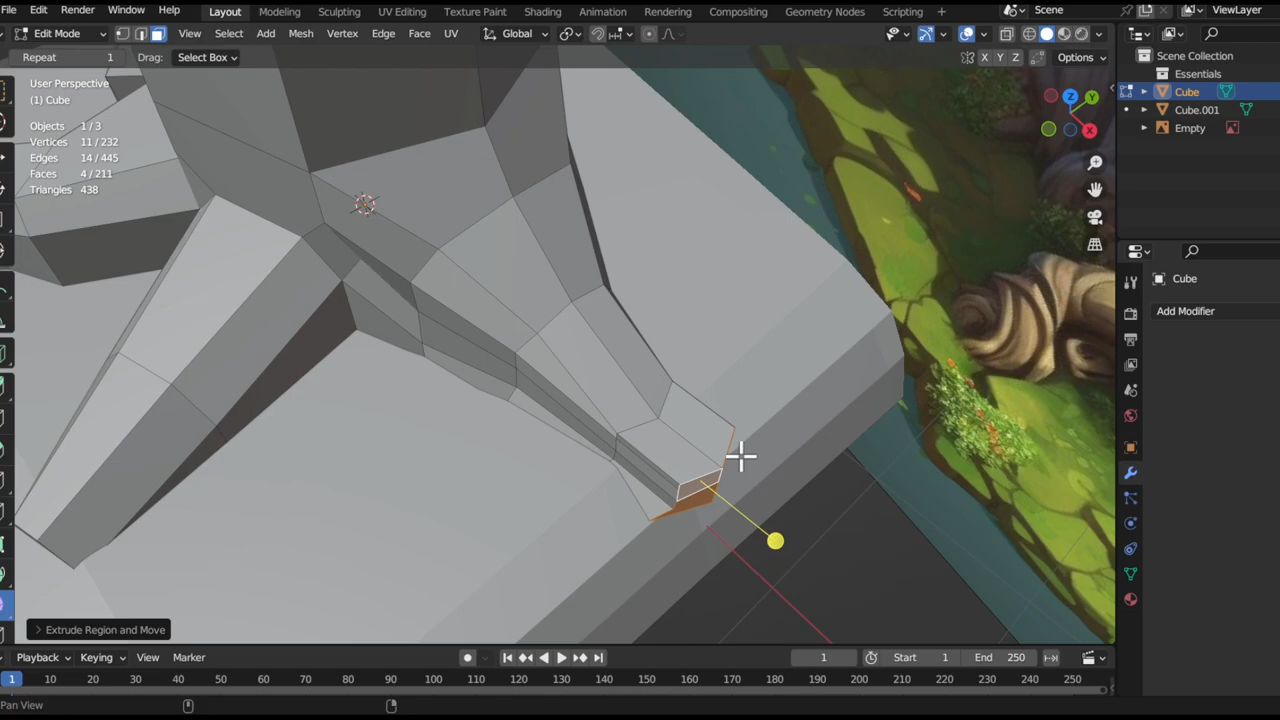 File Edit Render Window Help Layout Modeling Sculpting UV Editing Texture Paint Shading Animation Rendering Compositing Geometry Nodes Scripting + Scene ViewLayer
Edit Mode View Select Add Mesh Vertex Edge Face UV Global
Repeat 1 Drag: Select Box X Y Z Options
User Perspective
(1) Cube
Objects 1/3
Vertices 11/232
Edges 14/445
Faces 4/211
Triangles 438
Z Y X
Scene Collection
Essentials
Cube
Cube.001
Empty
Cube
Add Modifier
Extrude Region and Move
Playback Keying View Marker 1 Start 1 End 250
1 10 20 30 40 50 60 70 80 90 100 110 120 130 140 150 160 170 180 190 200 210 220 230 240 250
Pan View